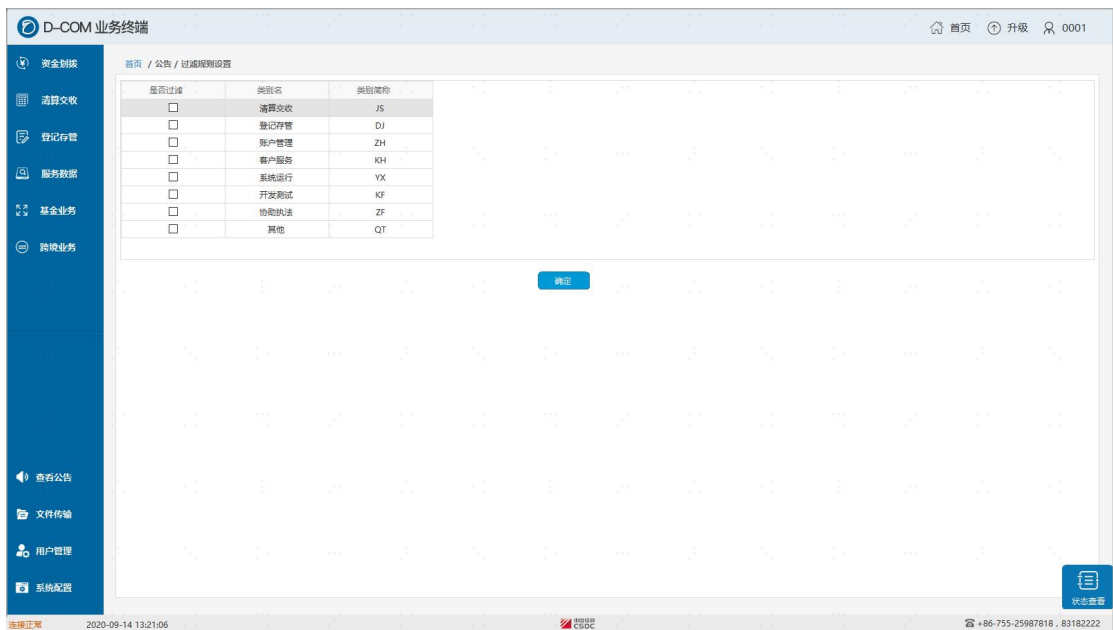 D-COM 业务终端
首页 升级 0001
资金划拨
清算交收
登记存管
服务数据
基金业务
跨境业务
查看公告
文件传输
用户管理
系统配置
首页 / 公告 / 过滤规则设置
是否过滤 类别名 类别简称
清算交收 JS
登记存管 DJ
账户管理 ZH
客户服务 KH
系统运行 YX
开发测试 KF
协助执法 ZF
其他 QT
确定
状态查看
连接正常 2020-09-14 13:21:06 中国结算 CSDC +86-755-25987818 , 83182222